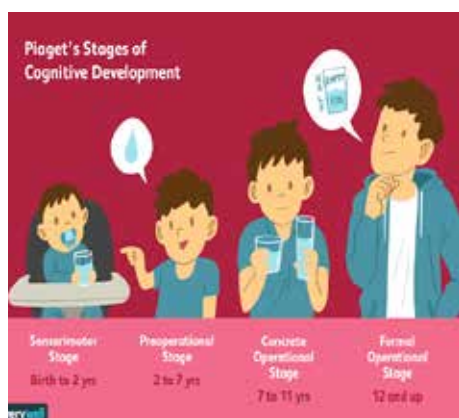 Piaget's Stages of
Cognitive Development
Sensorimotor
Stage
Birth to 2 yrs
Preoperational
Stage
2 to 7 yrs
Concrete
Operational
Stage
7 to 11 yrs
Formal
Operational
Stage
12 and up
verywell